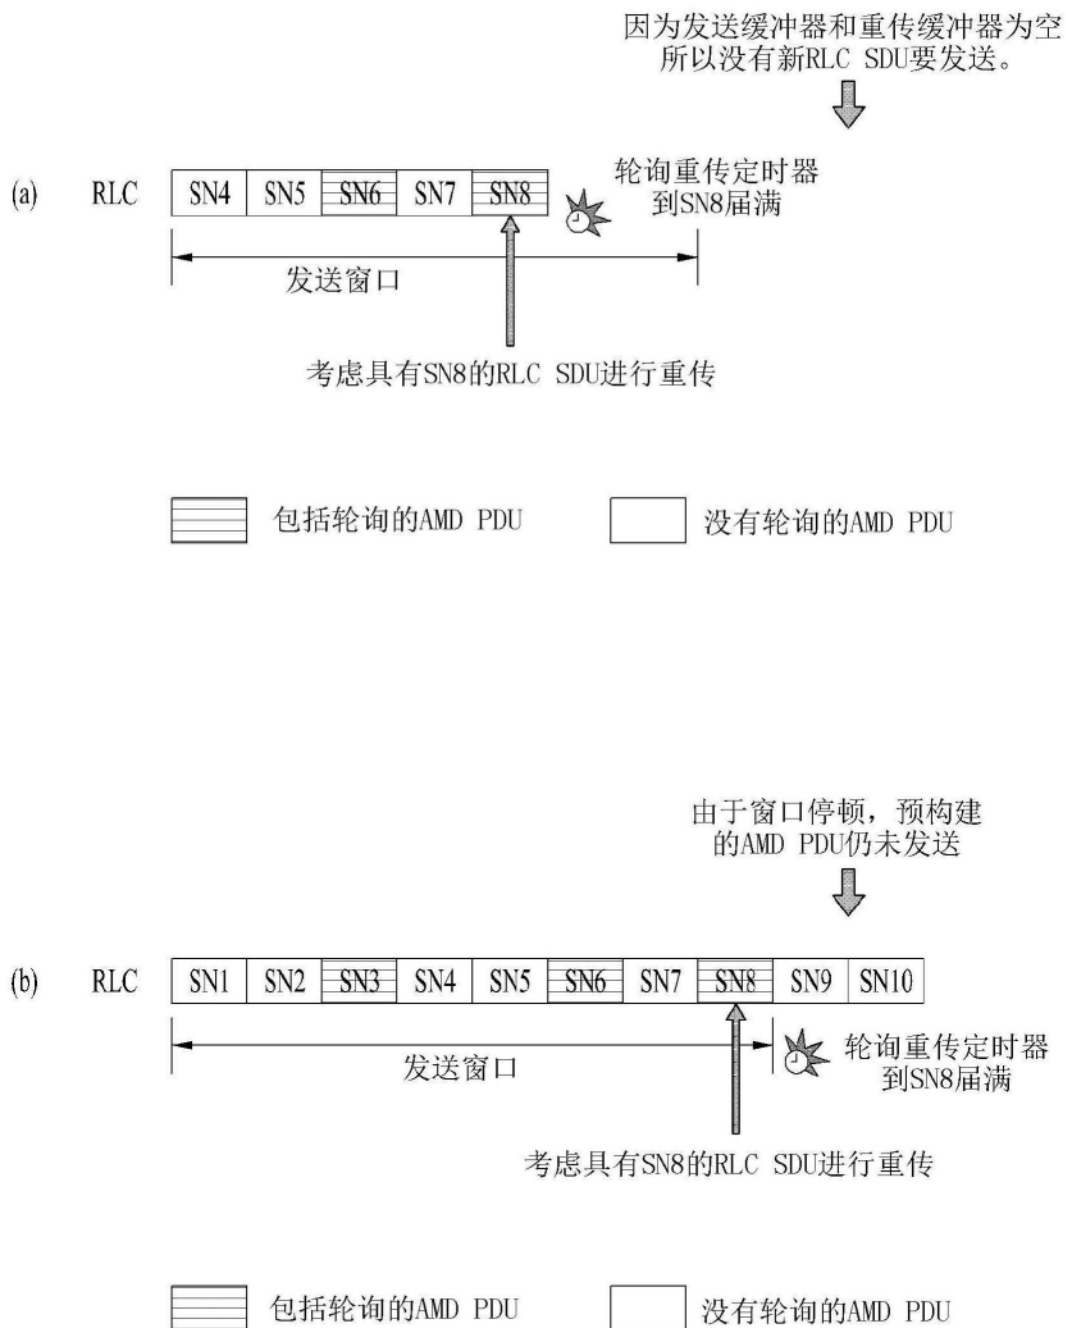 因为发送缓冲器和重传缓冲器为空
所以没有新RLC SDU要发送。
(a) RLC SN4 SN5 SN6 SN7 SN8
轮询重传定时器
到SN8届满
发送窗口
考虑具有SN8的RLC SDU进行重传
包括轮询的AMD PDU 没有轮询的AMD PDU
由于窗口停顿，预构建
的AMD PDU仍未发送
(b) RLC SN1 SN2 SN3 SN4 SN5 SN6 SN7 SN8 SN9 SN10
发送窗口
轮询重传定时器
到SN8届满
考虑具有SN8的RLC SDU进行重传
包括轮询的AMD PDU 没有轮询的AMD PDU